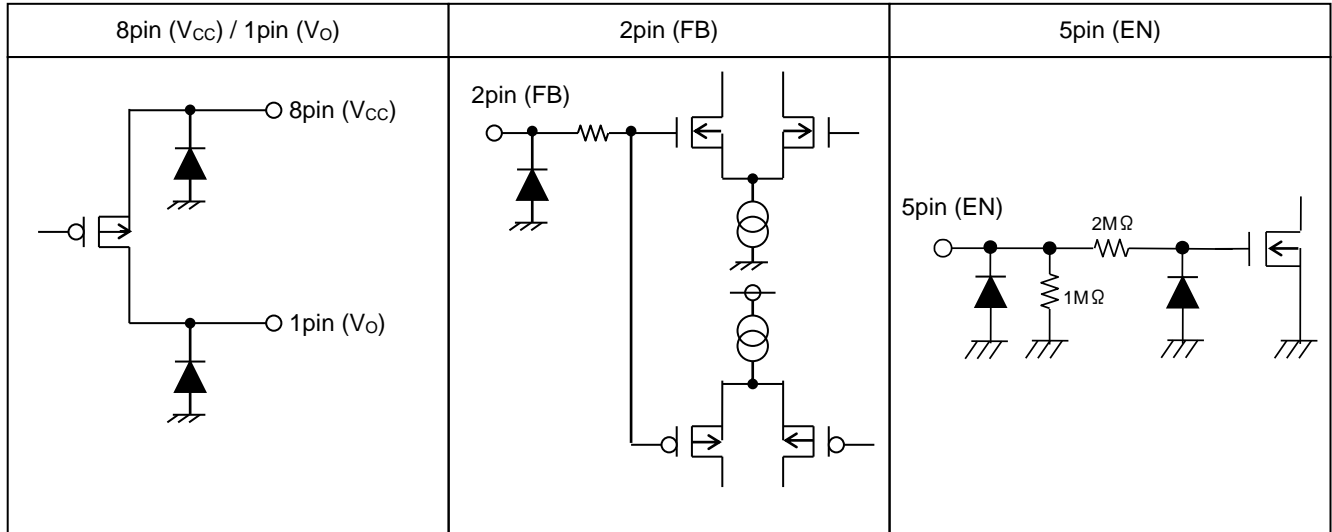 8pin (VCC) / 1pin (VO)
2pin (FB)
5pin (EN)
8pin (VCC)
1pin (VO)
2pin (FB)
5pin (EN)
2MΩ
1MΩ